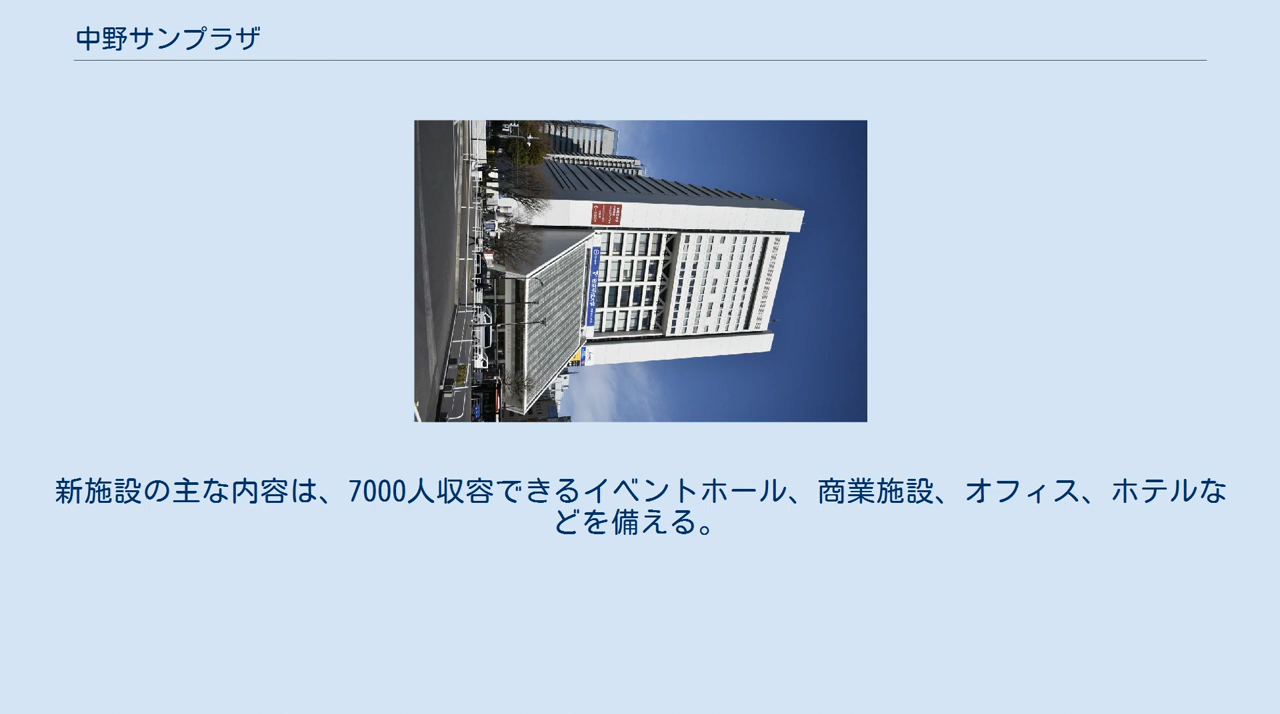 中野サンプラザ
新施設の主な内容は、7000人収容できるイベントホール、商業施設、オフィス、ホテルな
どを備える。